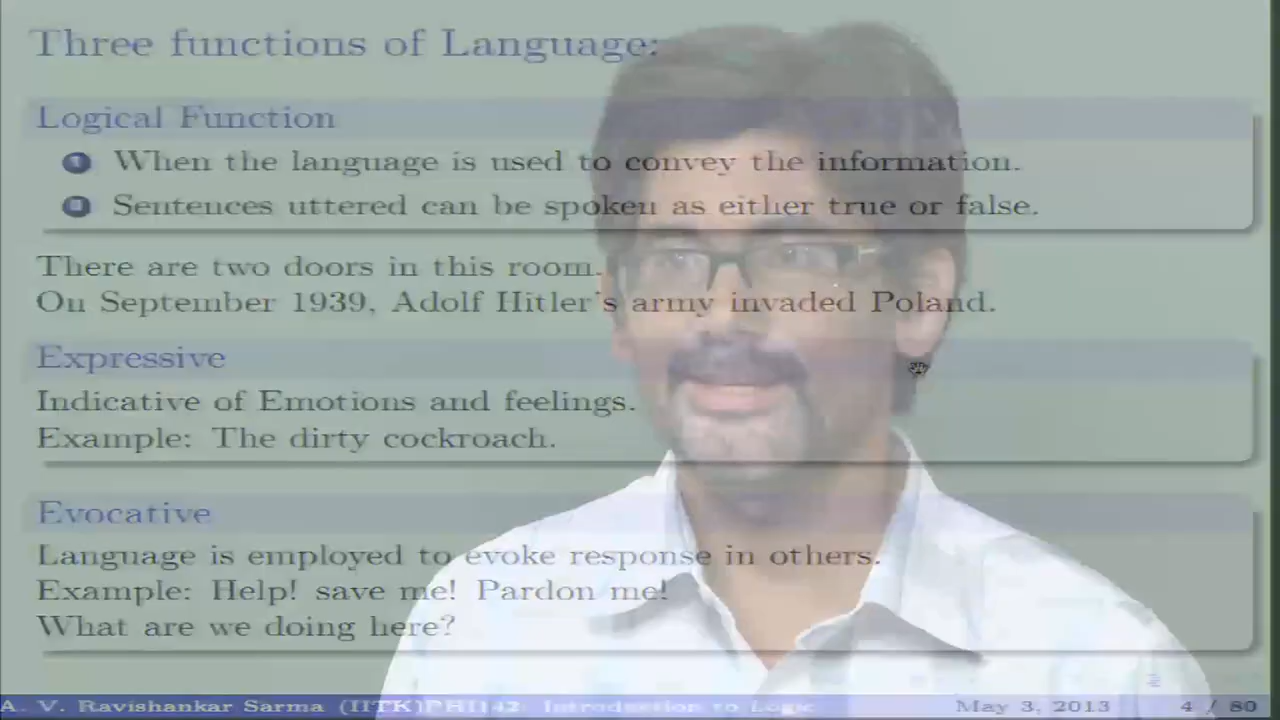 Three functions of Language:
Logical Function
1 When the language is used to convey the information.
2 Sentences uttered can be spoken as either true or false.
There are two doors in this room.
On September 1939, Adolf Hitler's army invaded Poland.
Expressive
Indicative of Emotions and feelings.
Example: The dirty cockroach.
Evocative
Language is employed to evoke response in others.
Example: Help! save me! Pardon me!
What are we doing here?
A. V. Ravishankar Sarma (IITK) PHI142: Introduction to Logic May 3, 2013 4 / 80